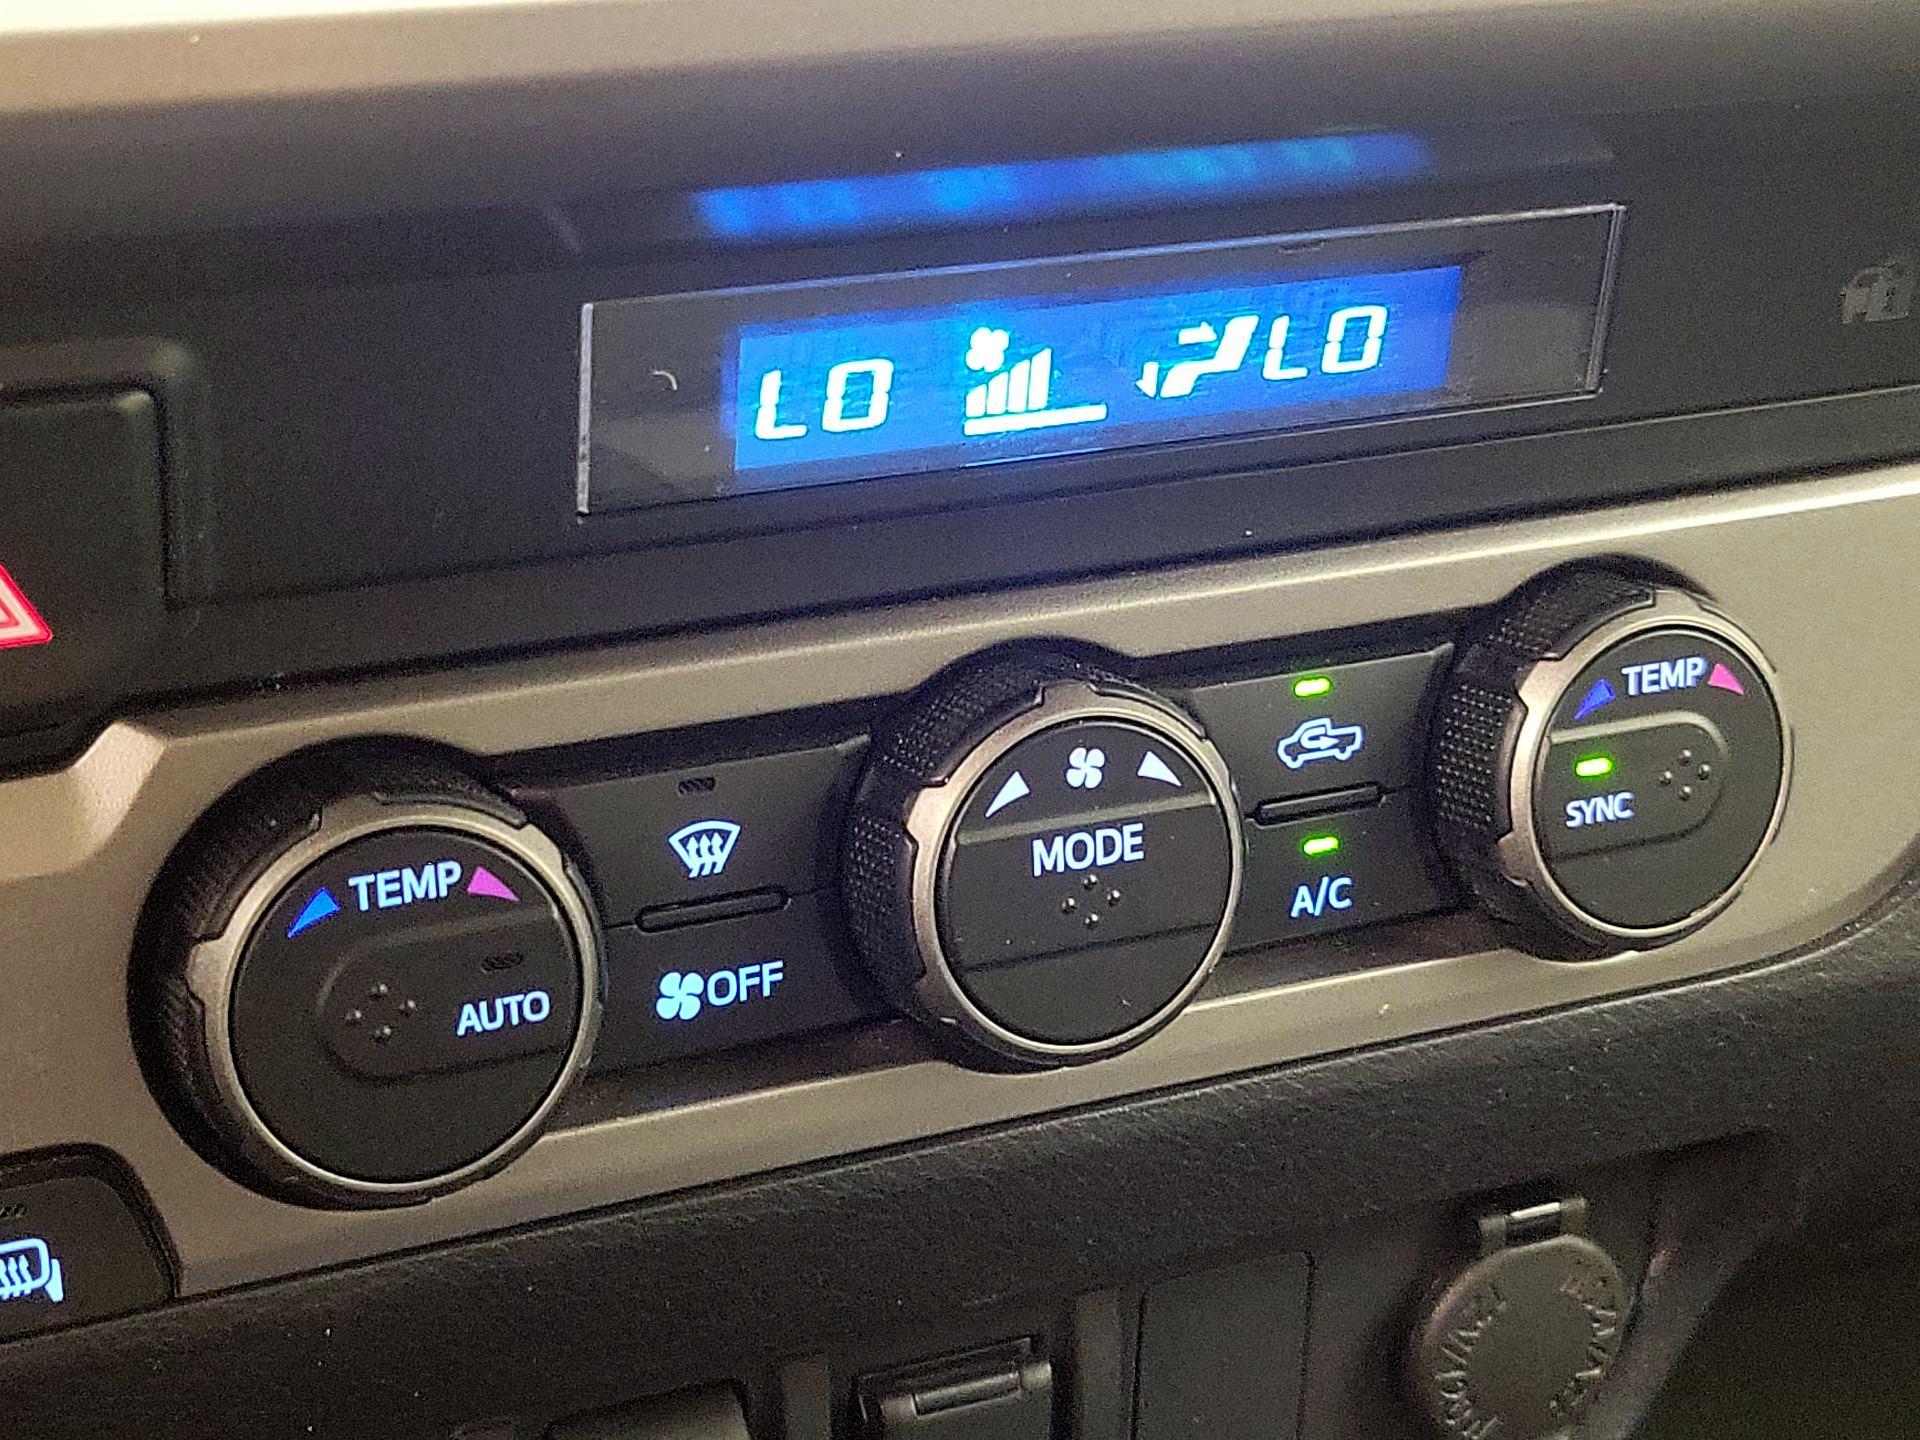 LO LO
TEMP
AUTO
OFF
MODE
A/C
TEMP
SYNC